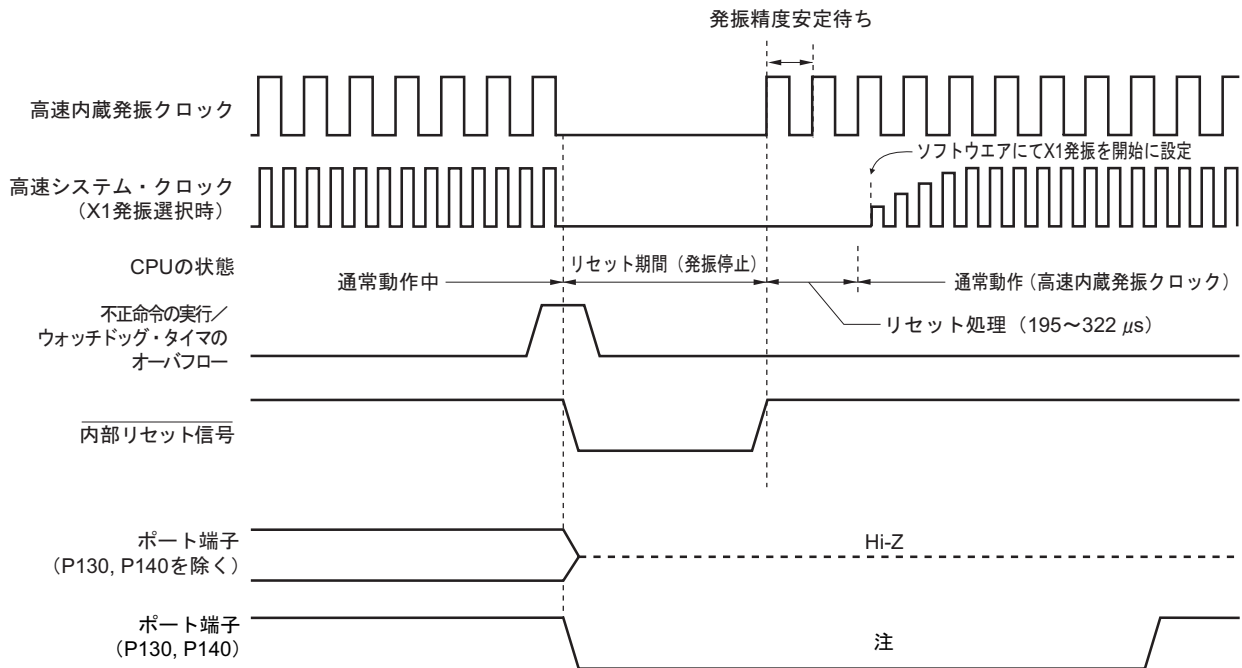 発振精度安定待ち
高速内蔵発振クロック
ソフトウエアにてX1発振を開始に設定
高速システム・クロック
（X1発振選択時）
CPUの状態
通常動作中
リセット期間（発振停止）
通常動作（高速内蔵発振クロック）
リセット処理（195～322 μs）
不正命令の実行／
ウォッチドッグ・タイマの
オーバフロー
内部リセット信号
ポート端子
（P130, P140を除く）
Hi-Z
ポート端子
（P130, P140）
注